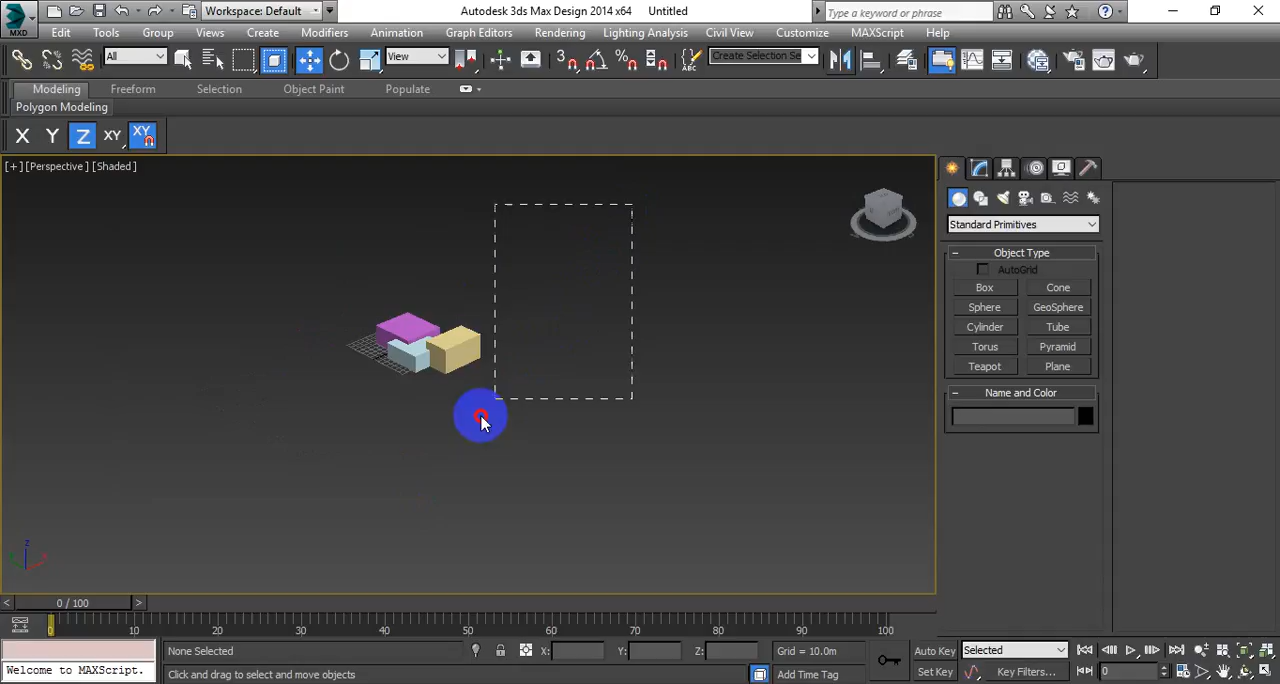 Workspace: Default
Autodesk 3ds Max Design 2014 x64 Untitled
Type a keyword or phrase
MXD
Edit Tools Group Views Create Modifiers Animation Graph Editors Rendering Lighting Analysis Civil View Customize MAXScript Help
All
View
3
ABC
Create Selection Se
Modeling Freeform Selection Object Paint Populate
Polygon Modeling
X Y Z XY XY
[+] [Perspective] [Shaded]
Standard Primitives
Object Type
AutoGrid
Box Cone
Sphere GeoSphere
Cylinder Tube
Torus Pyramid
Teapot Plane
Name and Color
z
0 / 100
0 10 20 30 40 50 60 70 80 90 100
None Selected X: Y: Z: Grid = 10.0m Auto Key Selected
Welcome to MAXScript. Click and drag to select and move objects Add Time Tag Set Key Key Filters... 0